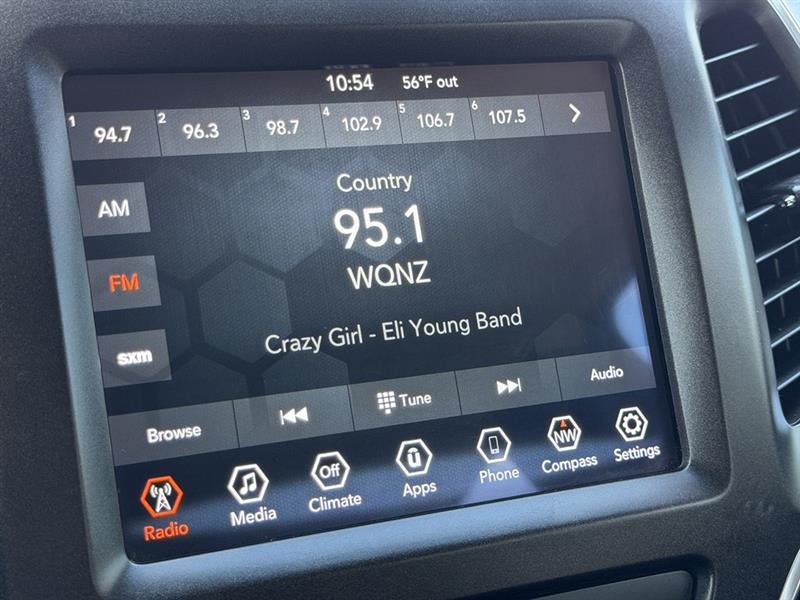 10:54 56°F out
1 94.7 2 96.3 3 98.7 4 102.9 5 106.7 6 107.5 >
Country
AM
95.1
WQNZ
FM
Crazy Girl - Eli Young Band
sxm
Browse Tune Audio
Off U NW
Radio Media Climate Apps Phone Compass Settings